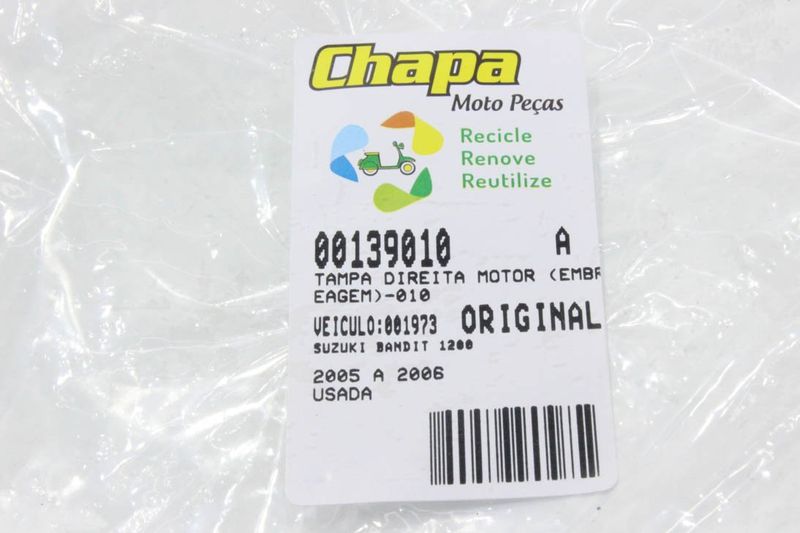 Chapa
Moto Peças
Recicle
Renove
Reutilize
00139010 A
TAMPA DIREITA MOTOR (EMBR
EAGEM)-010
VEICULO:001973 ORIGINAL
SUZUKI BANDIT 1200
2005 A 2006
USADA